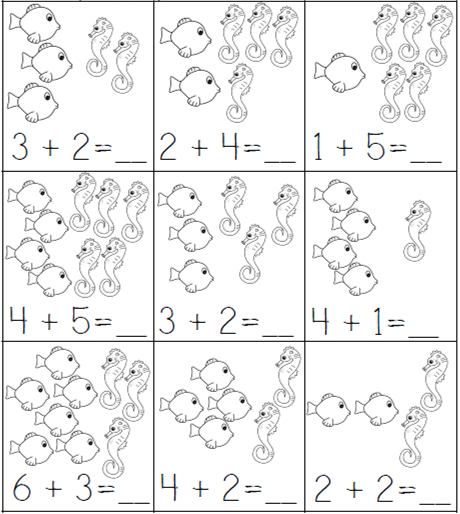 3 + 2=__ 2 + 4=__ 1 + 5=__
4 + 5=__ 3 + 2=__ 4 + 1=__
6 + 3=__ 4 + 2=__ 2 + 2=__